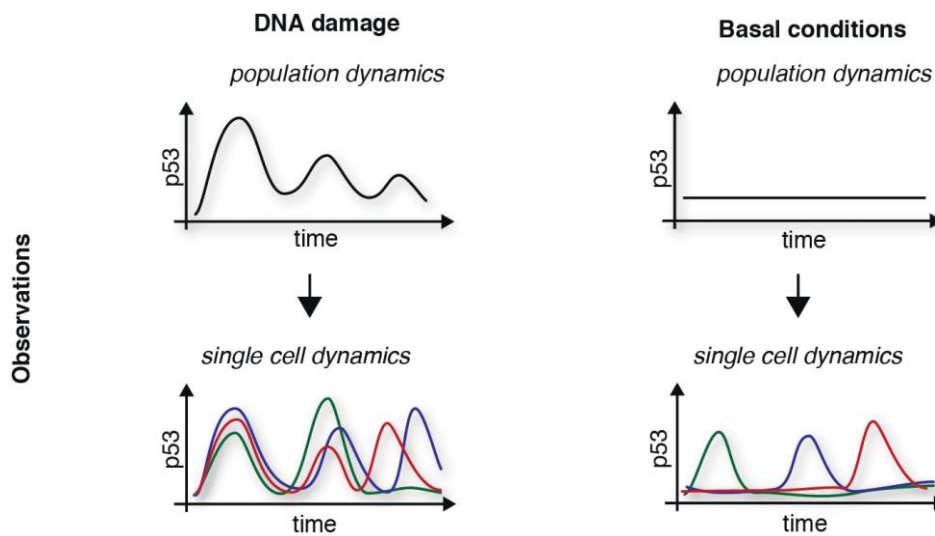 DNA damage
population dynamics
p53
time
single cell dynamics
p53
time
Basal conditions
population dynamics
p53
time
single cell dynamics
p53
time
Observations